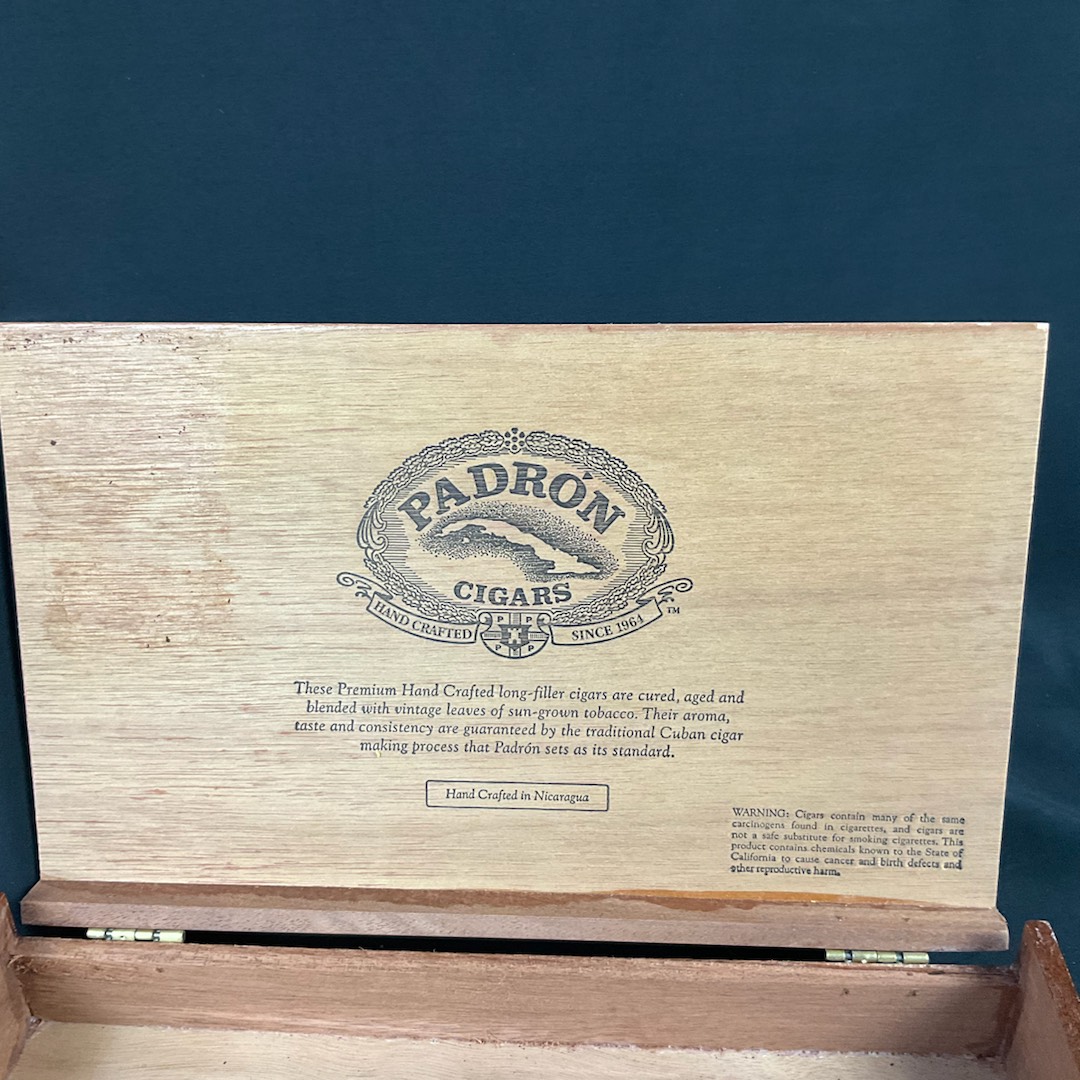 PADRÓN
CIGARS
HAND CRAFTED
SINCE 1964
TM
P P
P P
These Premium Hand Crafted long-filler cigars are cured, aged and
blended with vintage leaves of sun-grown tobacco. Their aroma,
taste and consistency are guaranteed by the traditional Cuban cigar
making process that Padrón sets as its standard.
Hand Crafted in Nicaragua
WARNING: Cigars contain many of the same
carcinogens found in cigarettes, and cigars are
not a safe substitute for smoking cigarettes. This
product contains chemicals known to the State of
California to cause cancer and birth defects and
other reproductive harm.